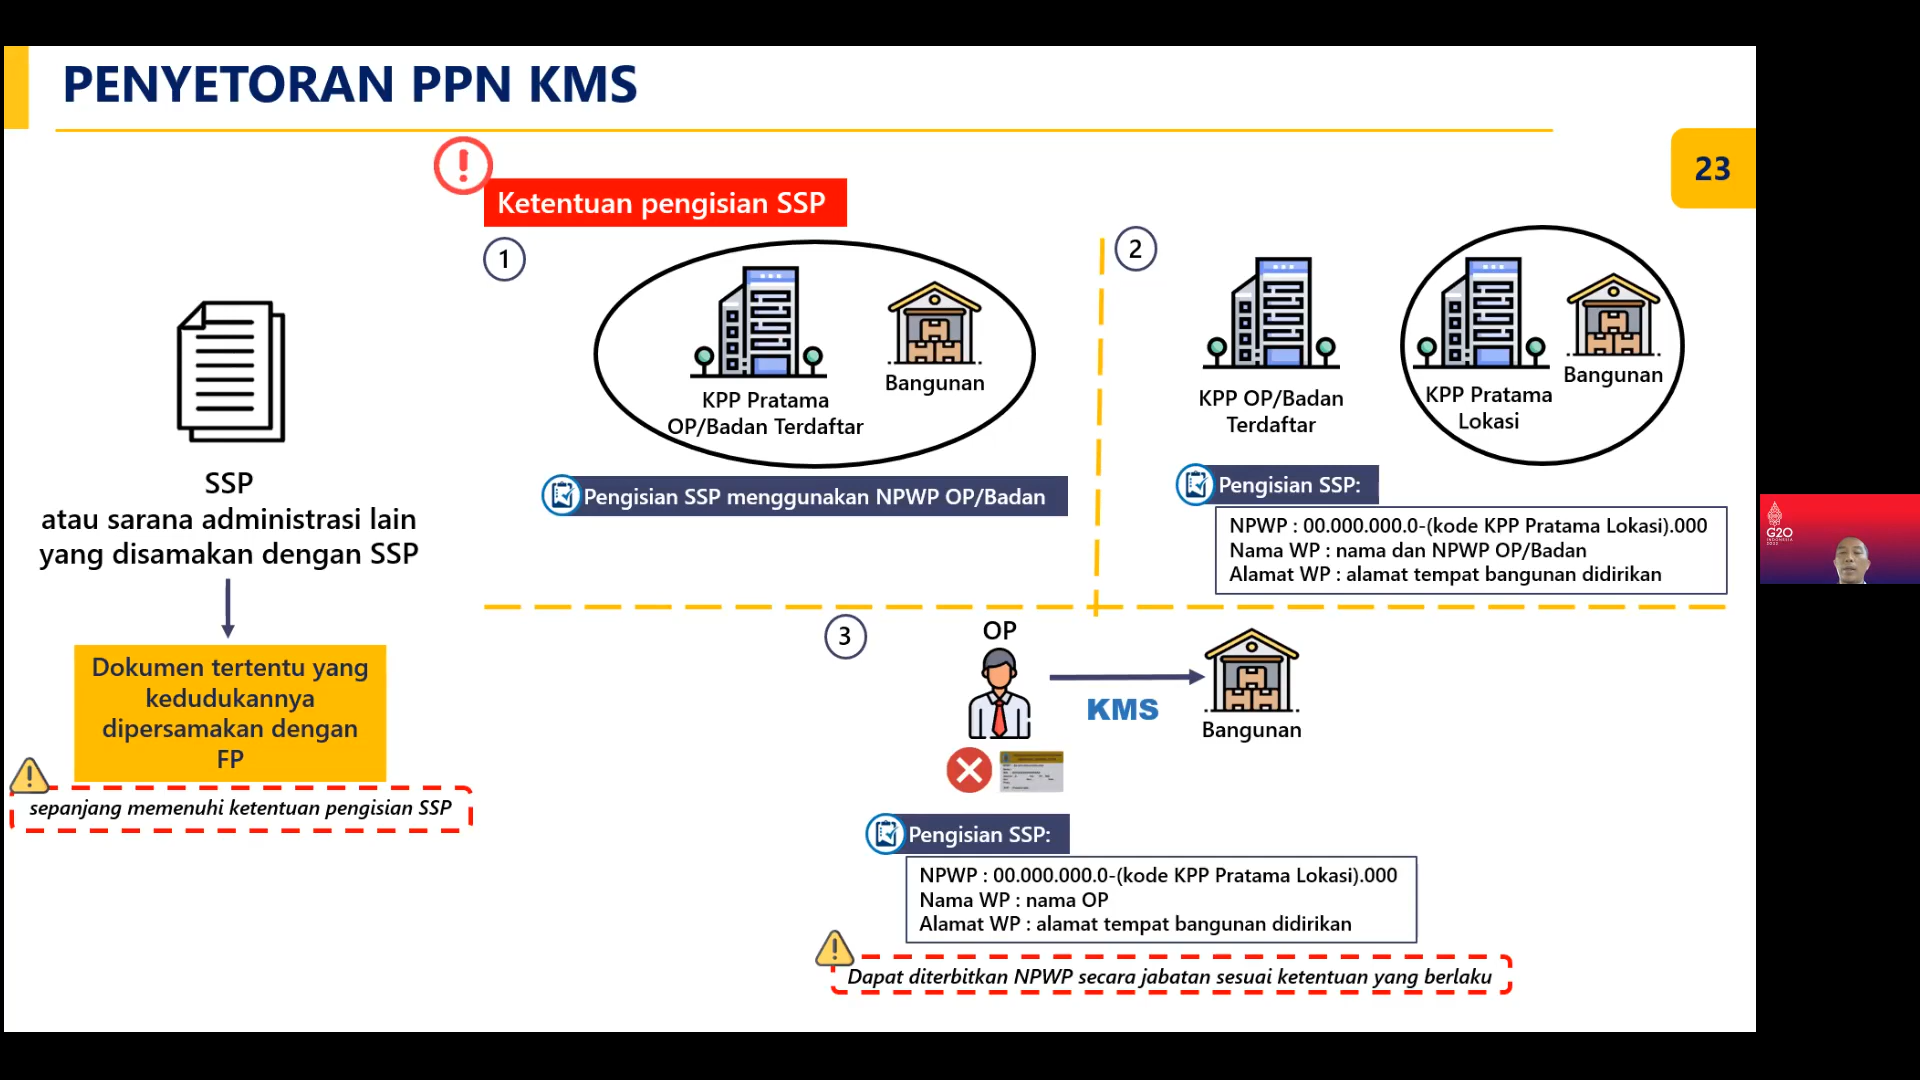 PENYETORAN PPN KMS
23
Ketentuan pengisian SSP
SSP
atau sarana administrasi lain
yang disamakan dengan SSP
Dokumen tertentu yang
kedudukannya
dipersamakan dengan
FP
sepanjang memenuhi ketentuan pengisian SSP
1
KPP Pratama
OP/Badan Terdaftar
Bangunan
Pengisian SSP menggunakan NPWP OP/Badan
2
KPP OP/Badan
Terdaftar
KPP Pratama
Lokasi
Bangunan
Pengisian SSP:
NPWP : 00.000.000.0-(kode KPP Pratama Lokasi).000
Nama WP : nama dan NPWP OP/Badan
Alamat WP : alamat tempat bangunan didirikan
3
OP
KMS
Bangunan
Pengisian SSP:
NPWP : 00.000.000.0-(kode KPP Pratama Lokasi).000
Nama WP : nama OP
Alamat WP : alamat tempat bangunan didirikan
Dapat diterbitkan NPWP secara jabatan sesuai ketentuan yang berlaku
G20
INDONESIA
2022